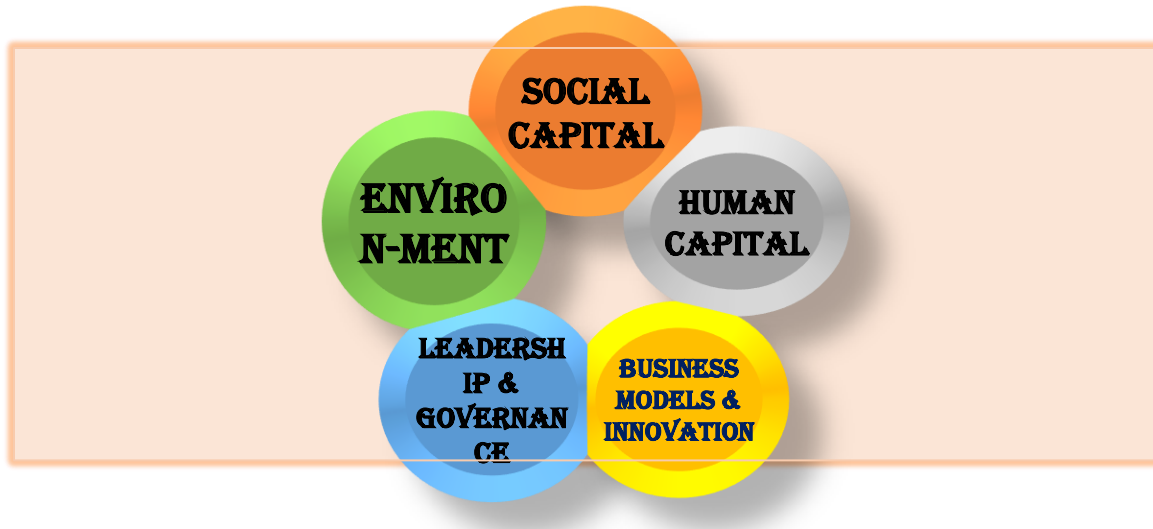 SOCIAL
CAPITAL
ENVIRO
N-MENT
HUMAN
CAPITAL
LEADERSH
IP &
GOVERNAN
CE
BUSINESS
MODELS &
INNOVATION